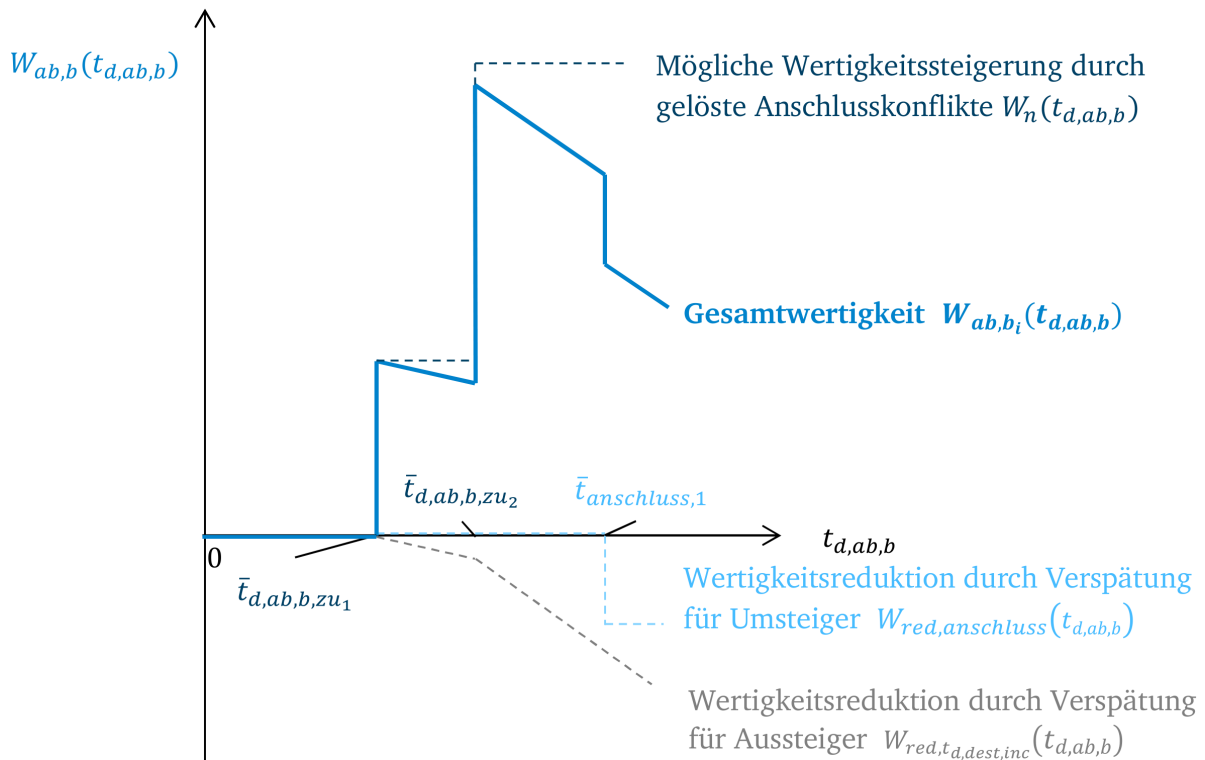 W_{ab,b}(t_{d,ab,b})
Mögliche Wertigkeitssteigerung durch
gelöste Anschlusskonflikte W_n(t_{d,ab,b})
Gesamtwertigkeit W_{ab,b_i}(t_{d,ab,b})
t̄_{d,ab,b,zu_2}
t̄_{anschluss,1}
t_{d,ab,b}
0
t̄_{d,ab,b,zu_1}
Wertigkeitsreduktion durch Verspätung
für Umsteiger W_{red,anschluss}(t_{d,ab,b})
Wertigkeitsreduktion durch Verspätung
für Aussteiger W_{red,t_{d,dest,inc}}(t_{d,ab,b})